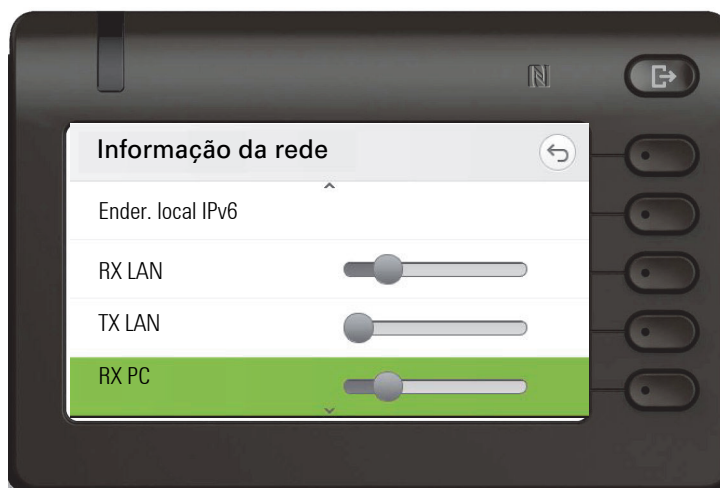 Informação da rede
Ender. local IPv6
RX LAN
TX LAN
RX PC